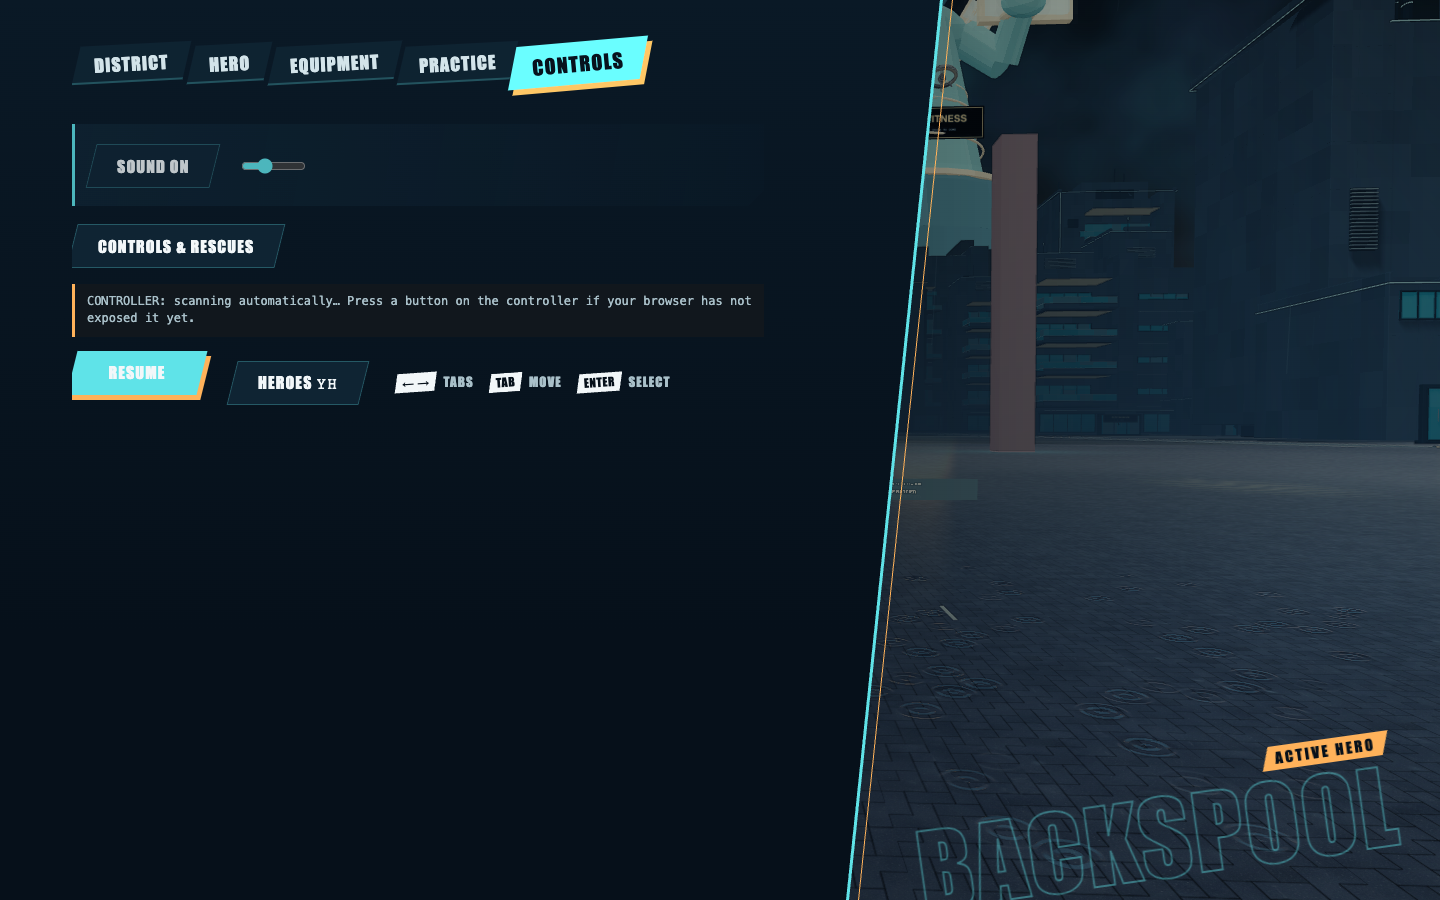 DISTRICT
HERO
EQUIPMENT
PRACTICE
CONTROLS
SOUND ON
CONTROLS & RESCUES
CONTROLLER: scanning automatically… Press a button on the controller if your browser has not
exposed it yet.
RESUME
HEROES YH
←→ TABS
TAB MOVE
ENTER SELECT
ACTIVE HERO
BACKSPOOL